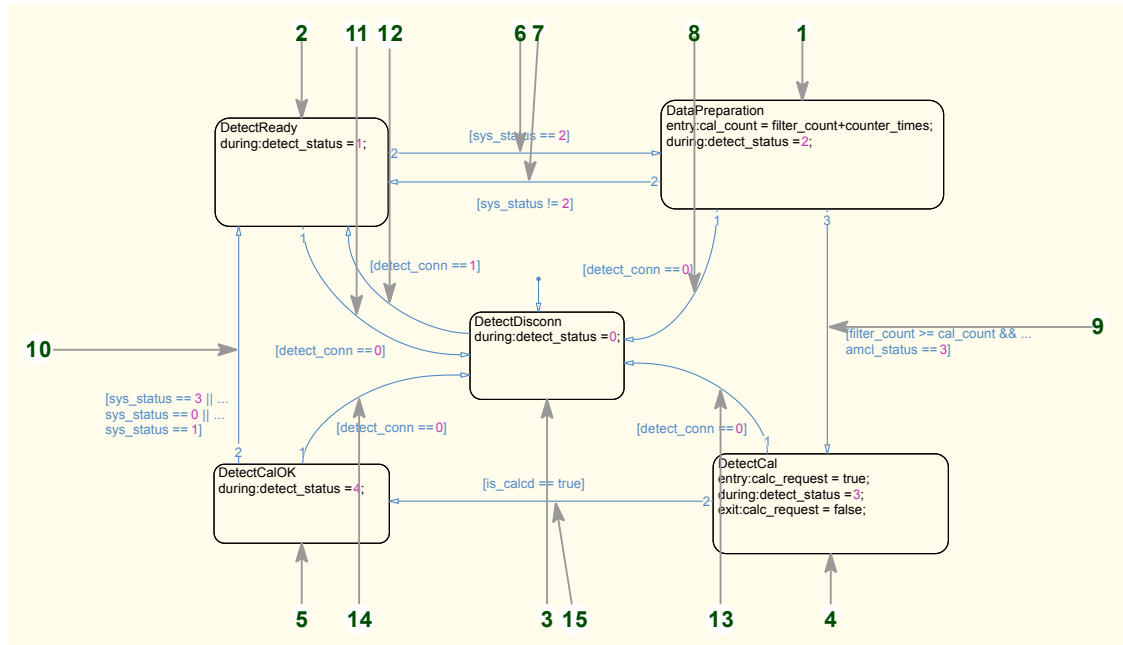 2
11
12
6
7
8
1
DetectReady
during:detect_status =1;
DataPreparation
entry:cal_count = filter_count+counter_times;
during:detect_status =2;
[sys_status == 2]
2
2
[sys_status != 2]
1
1
3
[detect_conn ==1]
[detect_conn ==0]
DetectDisconn
during:detect_status =0;
9
[filter_count >= cal_count && ...
amcl_status ==3]
10
[detect_conn ==0]
[sys_status == 3 || ...
sys_status == 0 || ...
sys_status == 1]
[detect_conn ==0]
[detect_conn ==0]
2
1
1
DetectCalOK
during:detect_status =4;
[is_calcd == true]
2
DetectCal
entry:calc_request = true;
during:detect_status =3;
exit:calc_request = false;
5
14
3
15
13
4